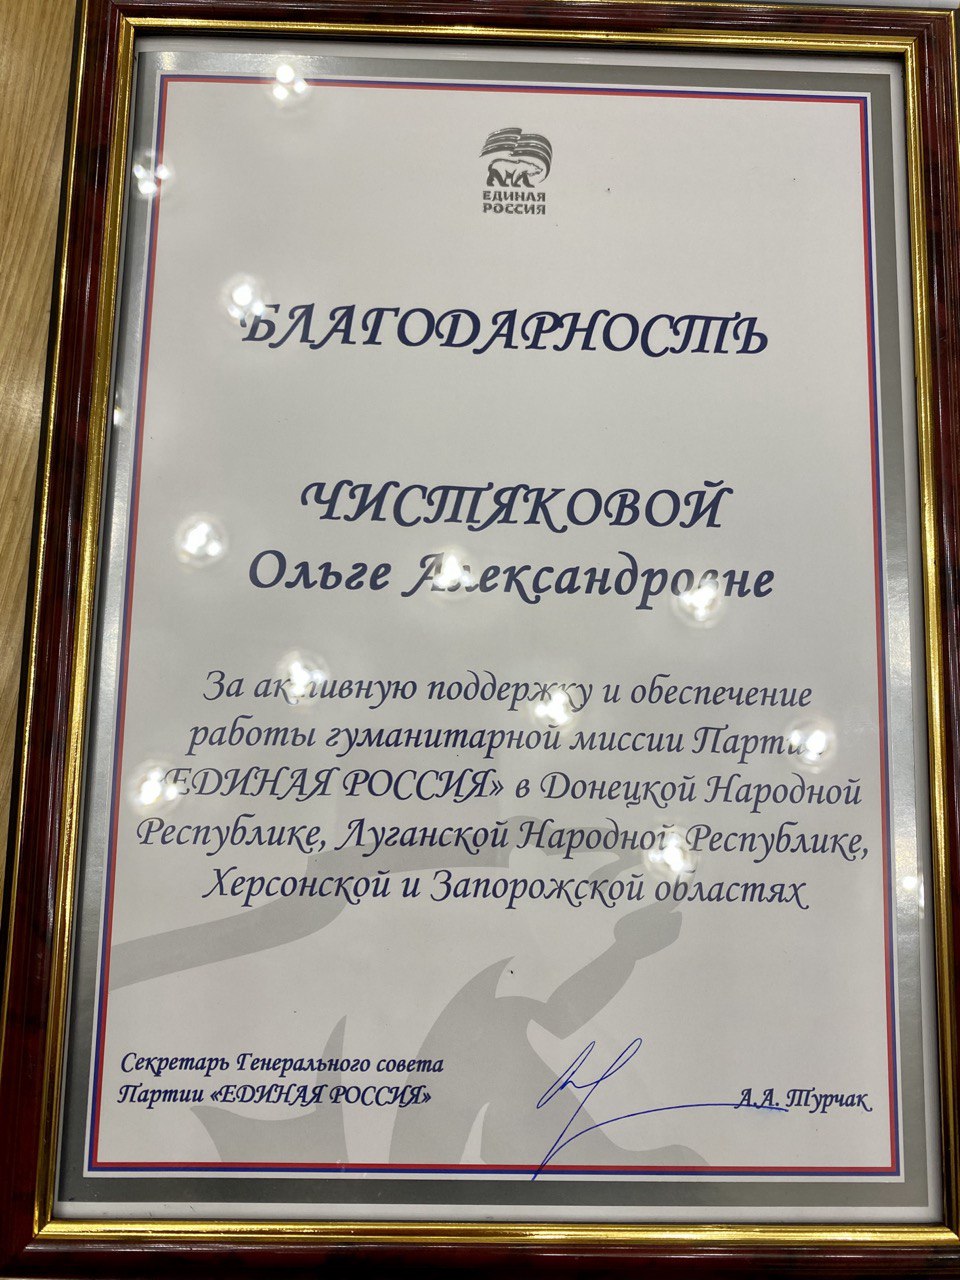 ЕДИНАЯ
РОССИЯ
БЛАГОДАРНОСТЬ
ЧИСТЯКОВОЙ
Ольге Александровне
За активную поддержку и обеспечение
работы гуманитарной миссии Партии
«ЕДИНАЯ РОССИЯ» в Донецкой Народной
Республике, Луганской Народной Республике,
Херсонской и Запорожской областях
Секретарь Генерального совета
Партии «ЕДИНАЯ РОССИЯ»
А.А. Турчак